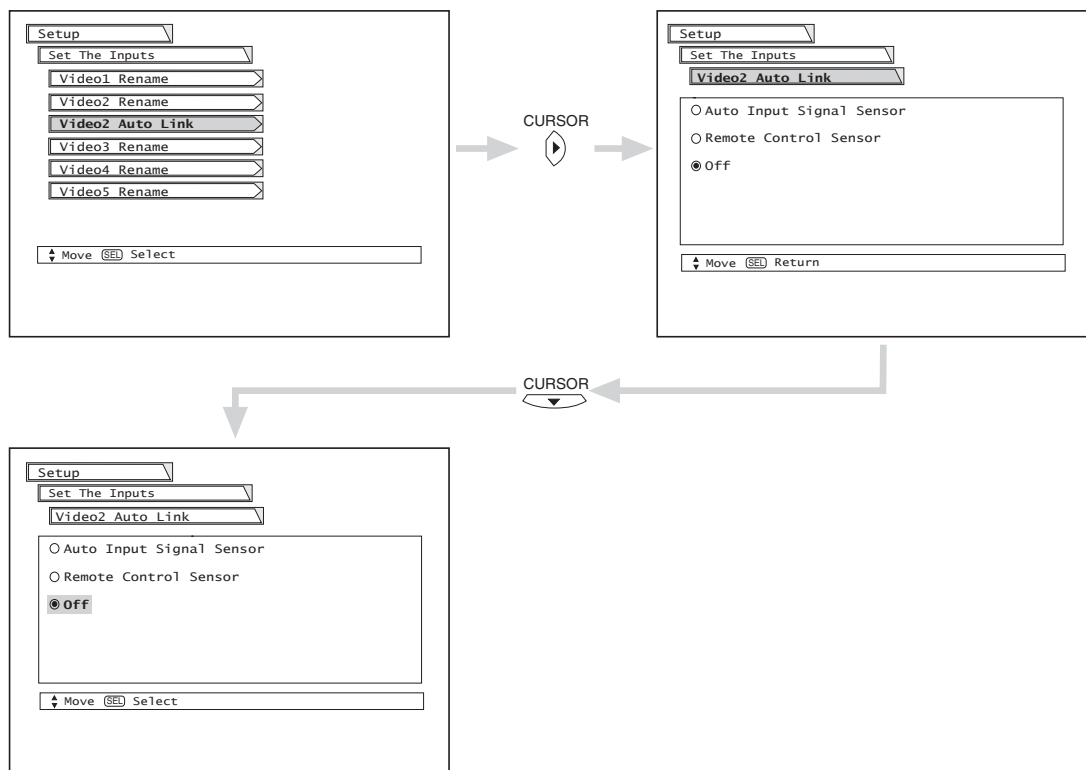 Setup
Set The Inputs
Video1 Rename
Video2 Rename
Video2 Auto Link
Video3 Rename
Video4 Rename
Video5 Rename
Move SEL Select
CURSOR
Setup
Set The Inputs
Video2 Auto Link
Auto Input Signal Sensor
Remote Control Sensor
Off
Move SEL Return
CURSOR
Setup
Set The Inputs
Video2 Auto Link
Auto Input Signal Sensor
Remote Control Sensor
Off
Move SEL Select